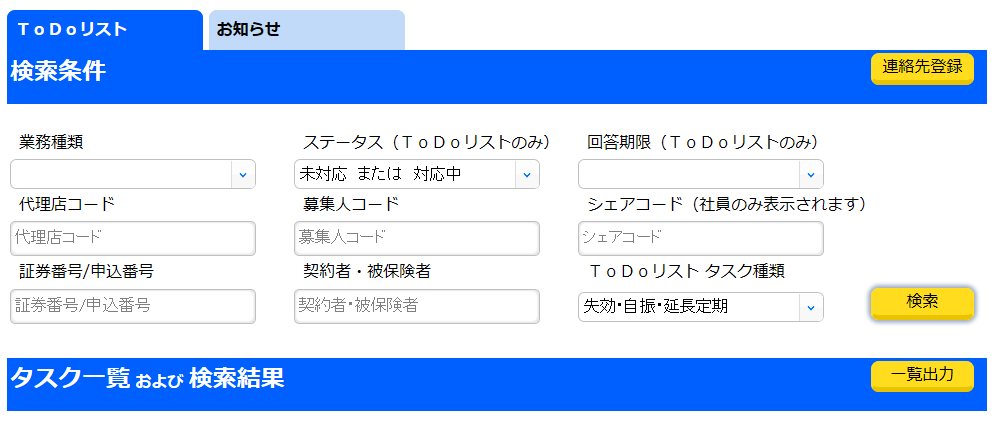 ＴｏＤｏリスト お知らせ
検索条件 連絡先登録
業務種類 ステータス（ＴｏＤｏリストのみ） 回答期限（ＴｏＤｏリストのみ）
未対応 または 対応中
代理店コード 募集人コード シェアコード（社員のみ表示されます）
代理店コード 募集人コード シェアコード
証券番号/申込番号 契約者・被保険者 ＴｏＤｏリスト タスク種類
証券番号/申込番号 契約者・被保険者 失効・自振・延長定期 検索
タスク一覧 および 検索結果 一覧出力